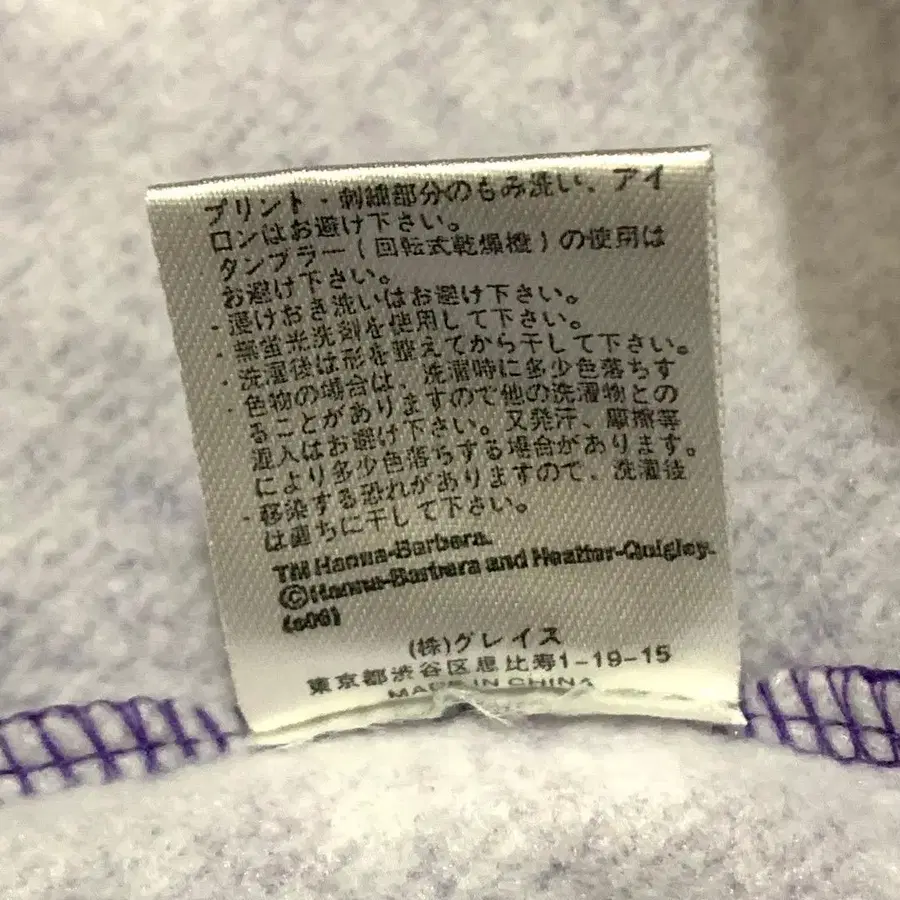 プリント・刺繍部分のもみ洗い、アイ
ロンはお避け下さい。
タンブラー(回転式乾燥機)の使用は
お避け下さい。
・浸けおき洗いはお避け下さい。
・無蛍光洗剤を使用して下さい。
・洗濯後は形を整えてから干して下さい。
・色物の場合は、洗濯時に多少色落ちす
ることがありますので他の洗濯物との
混入はお避け下さい。又発汗、摩擦等
により多少色落ちする場合があります。
・移染する恐れがありますので、洗濯後
は直ちに干して下さい。
TM Hanna-Barbera.
©Hanna-Barbera and Heatter-Quigley.
(s06)
(株)グレイス
東京都渋谷区恵比寿1-19-15
MADE IN CHINA